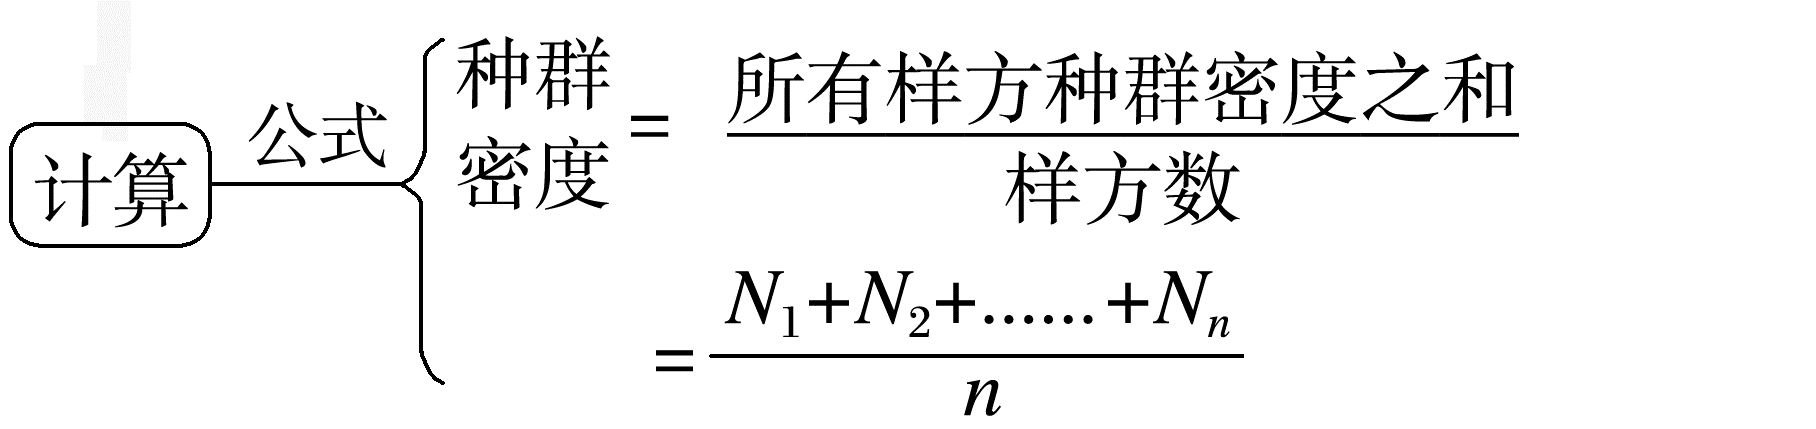 计算
公式
种群
密度
=
所有样方种群密度之和
样方数
=
N₁+N₂+……+Nₙ
n